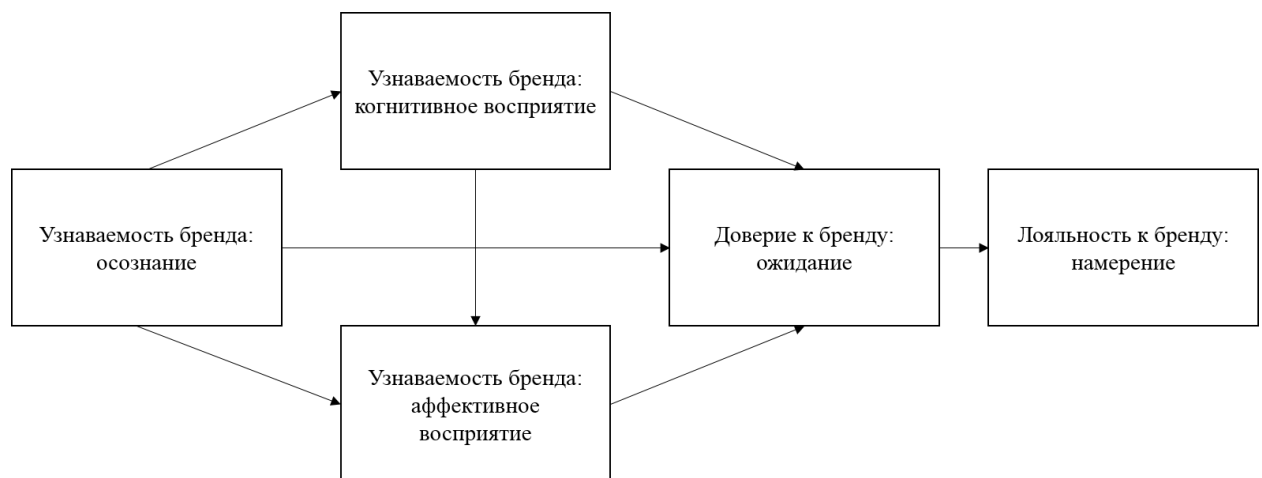 Узнаваемость бренда:
когнитивное восприятие
Узнаваемость бренда:
осознание
Доверие к бренду:
ожидание
Лояльность к бренду:
намерение
Узнаваемость бренда:
аффективное
восприятие